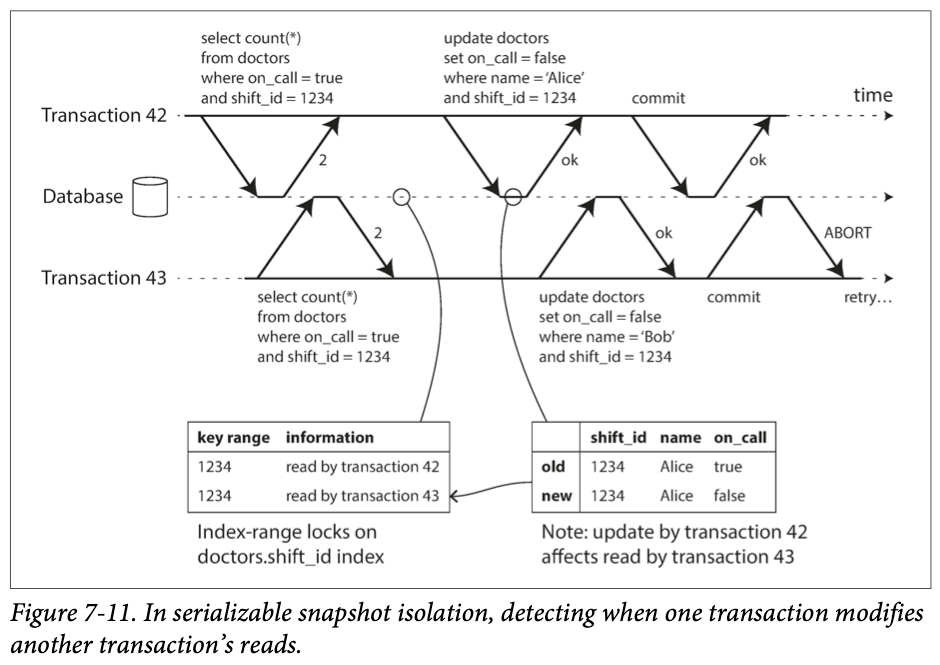 select count(*)
from doctors
where on_call = true
and shift_id = 1234
update doctors
set on_call = false
where name = ‘Alice’
and shift_id = 1234
commit
time
Transaction 42
2
ok
ok
Database
2
ok
ABORT
Transaction 43
select count(*)
from doctors
where on_call = true
and shift_id = 1234
update doctors
set on_call = false
where name = ‘Bob’
and shift_id = 1234
commit
retry…
key range information
1234 read by transaction 42
1234 read by transaction 43
Index-range locks on
doctors.shift_id index
shift_id name on_call
old 1234 Alice true
new 1234 Alice false
Note: update by transaction 42
affects read by transaction 43
Figure 7-11. In serializable snapshot isolation, detecting when one transaction modifies
another transaction’s reads.